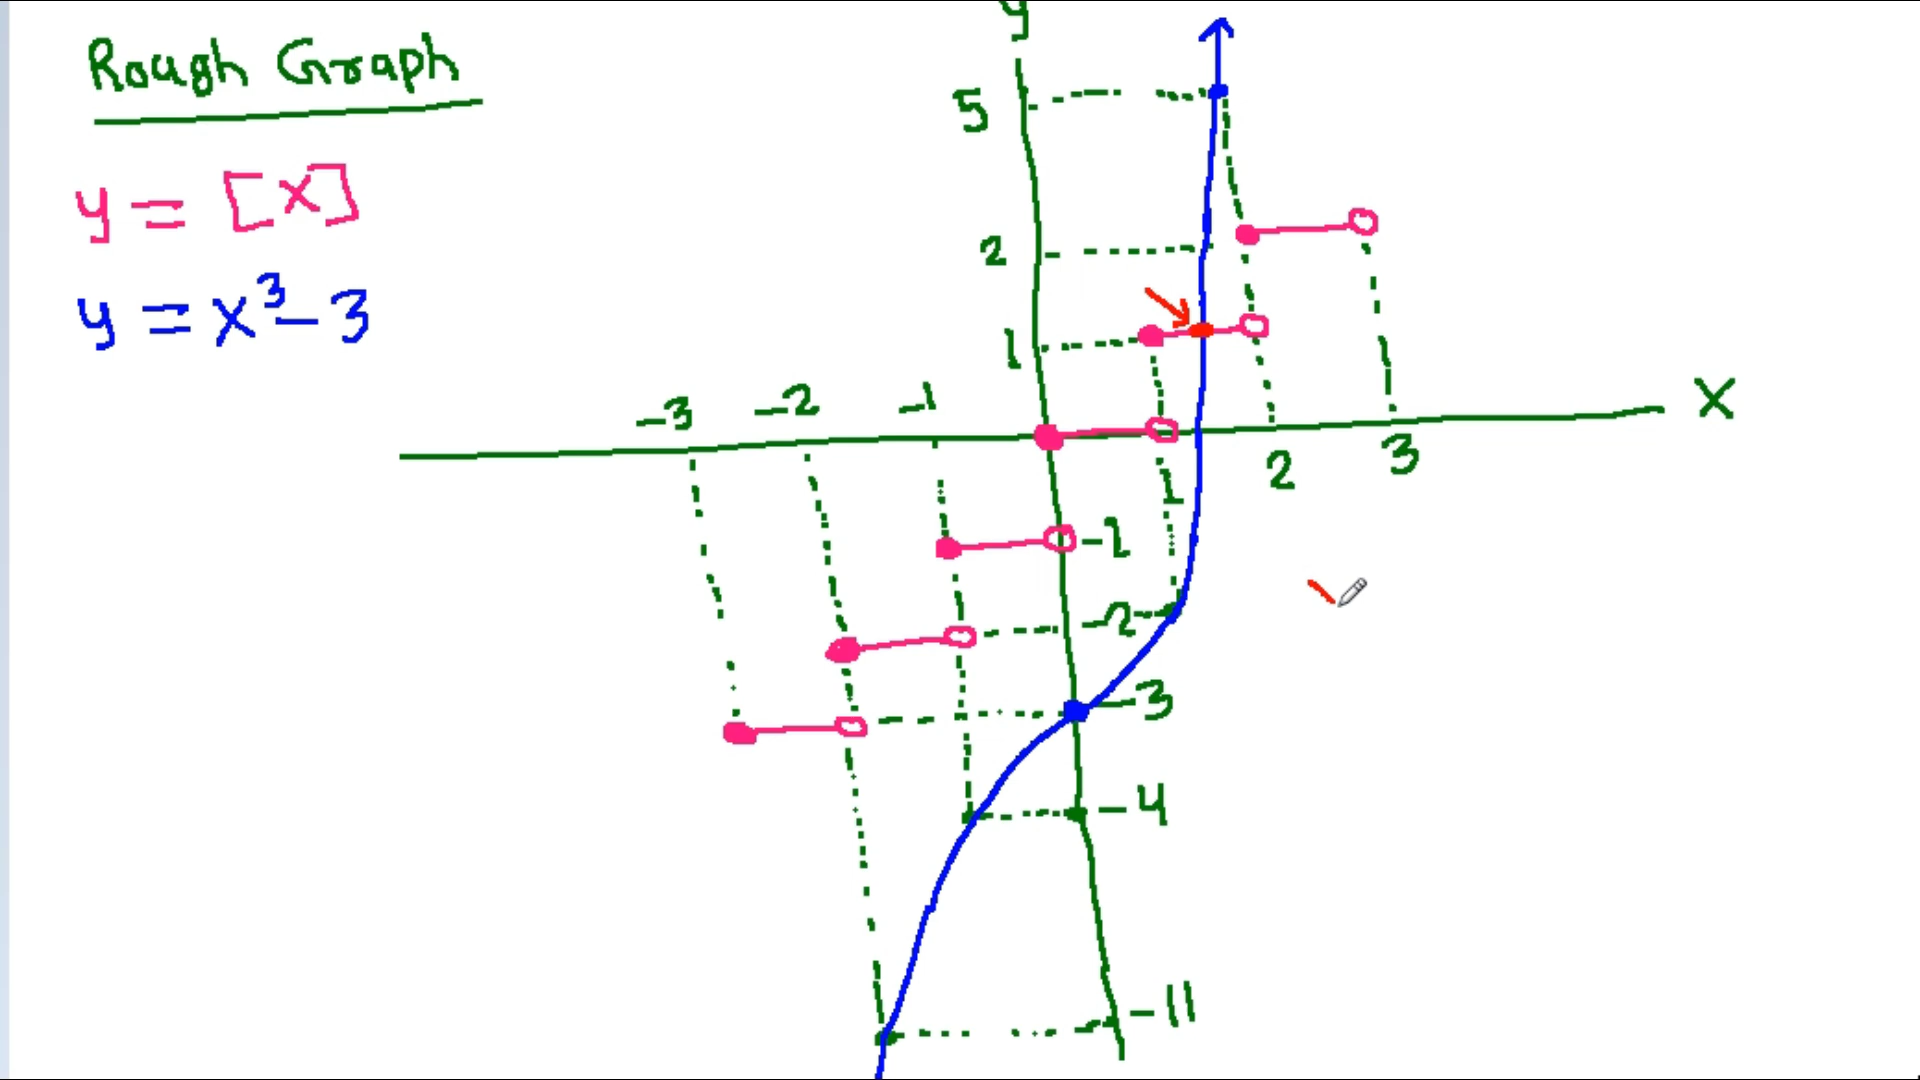 Rough Graph
y = [x]
y = x³ - 3
y
5
2
1
-3 -2 -1
X
1 2 3
-1
-2
-3
-4
-11